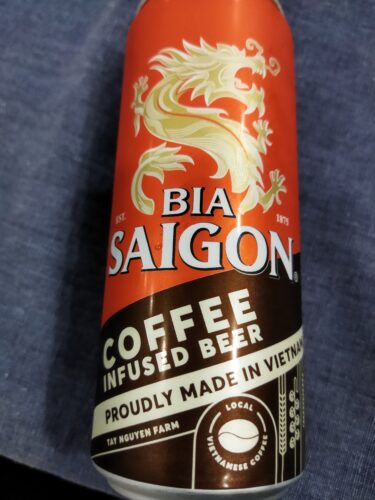 BIA
EST. 1875
SAIGON
COFFEE
INFUSED BEER
PROUDLY MADE IN VIETNAM
TAY NGUYEN FARM
LOCAL
VIETNAMESE COFFEE